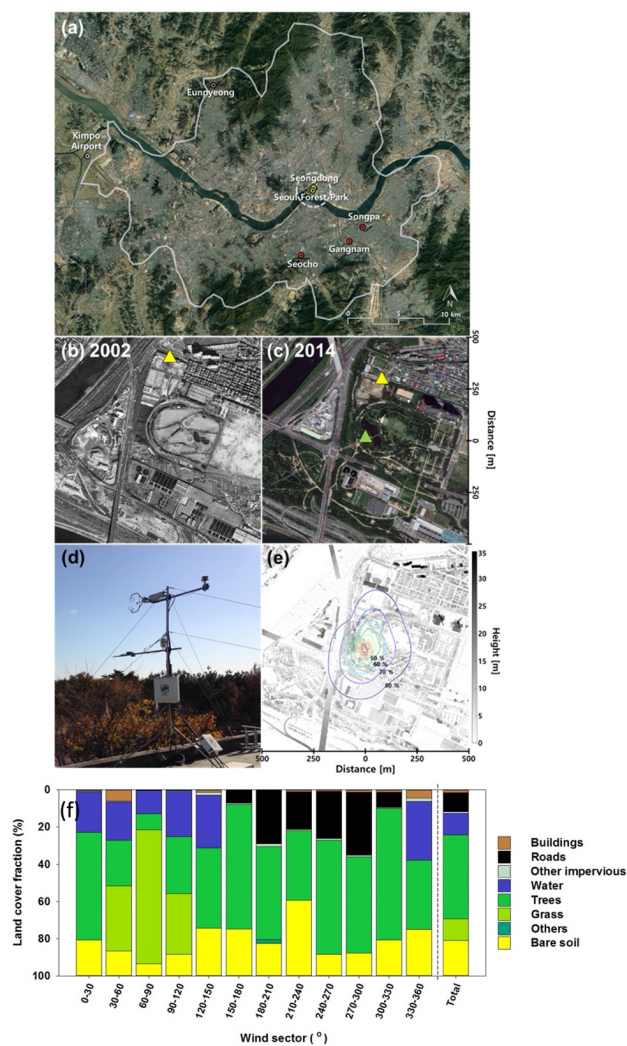 (a)
Eunpyeong
Kimpo
Airport
Seongdong
Seoul Forest Park
Songpa
Gangnam
Seocho
N
0 5 10 km
(b) 2002
(c) 2014
500
250
0
250
Distance [m]
(d)
(e)
50 %
60 %
70 %
80 %
35
30
25
20
15
10
5
0
Height [m]
500 250 0 250 500
Distance [m]
(f)
0
20
40
60
80
100
Land cover fraction (%)
0-30
30-60
60-90
90-120
120-150
150-180
180-210
210-240
240-270
270-300
300-330
330-360
Total
Wind sector (°)
Buildings
Roads
Other impervious
Water
Trees
Grass
Others
Bare soil